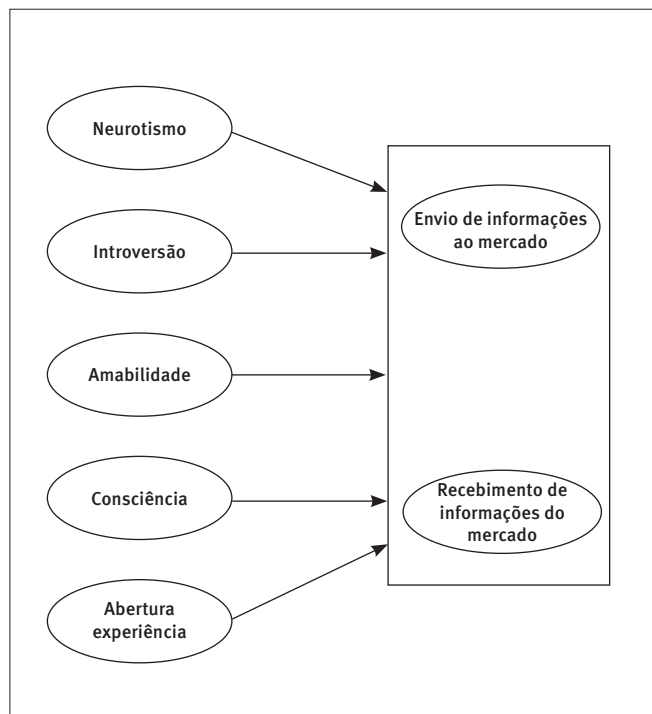 Neurotismo
Introversão
Amabilidade
Consciência
Abertura
experiência
Envio de informações
ao mercado
Recebimento de
informações do
mercado